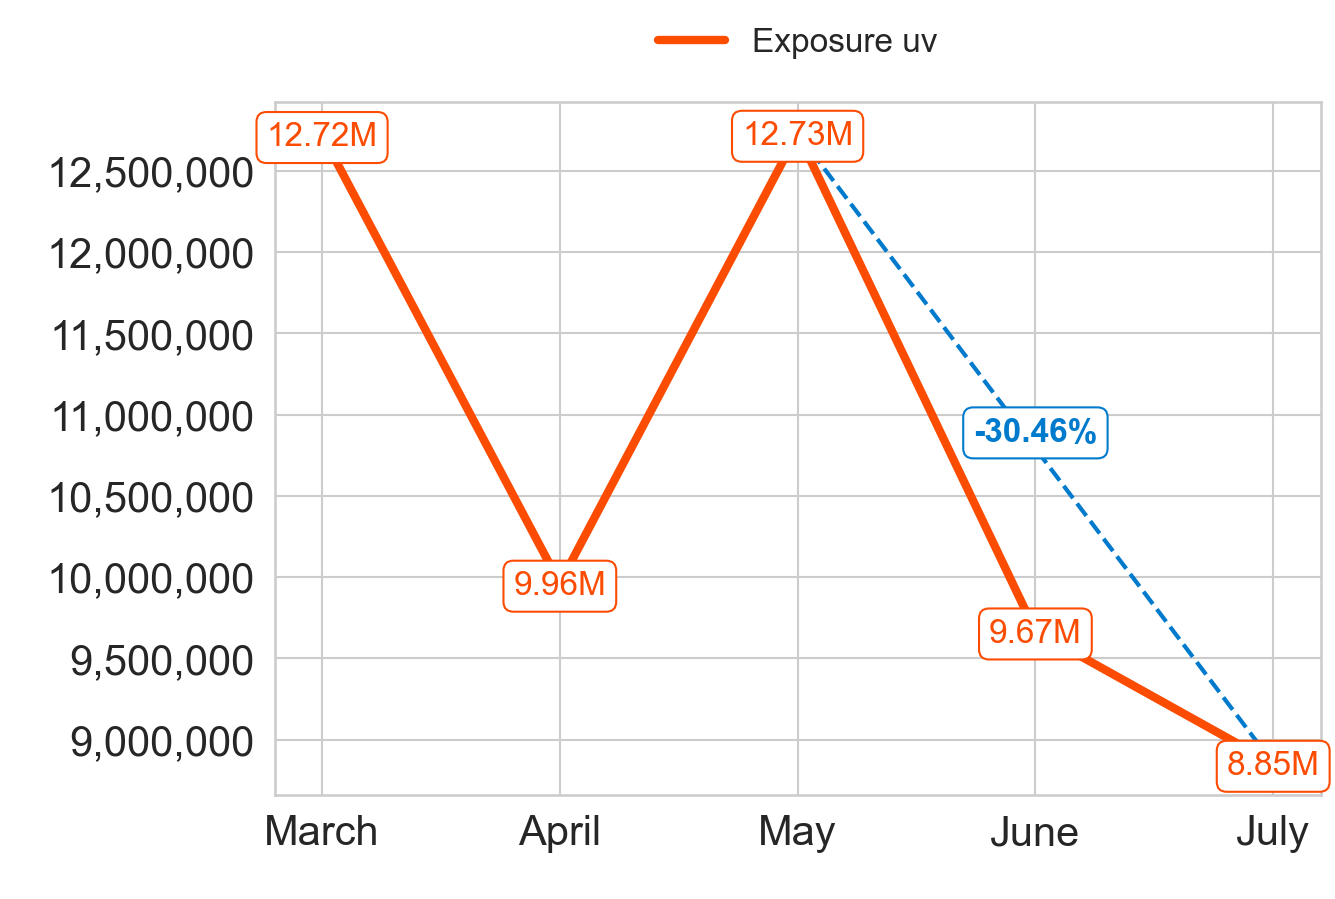 Exposure uv
12.72M
12.73M
12,500,000
12,000,000
11,500,000
11,000,000
-30.46%
10,500,000
10,000,000
9.96M
9.67M
9,500,000
9,000,000
8.85M
March April May June July